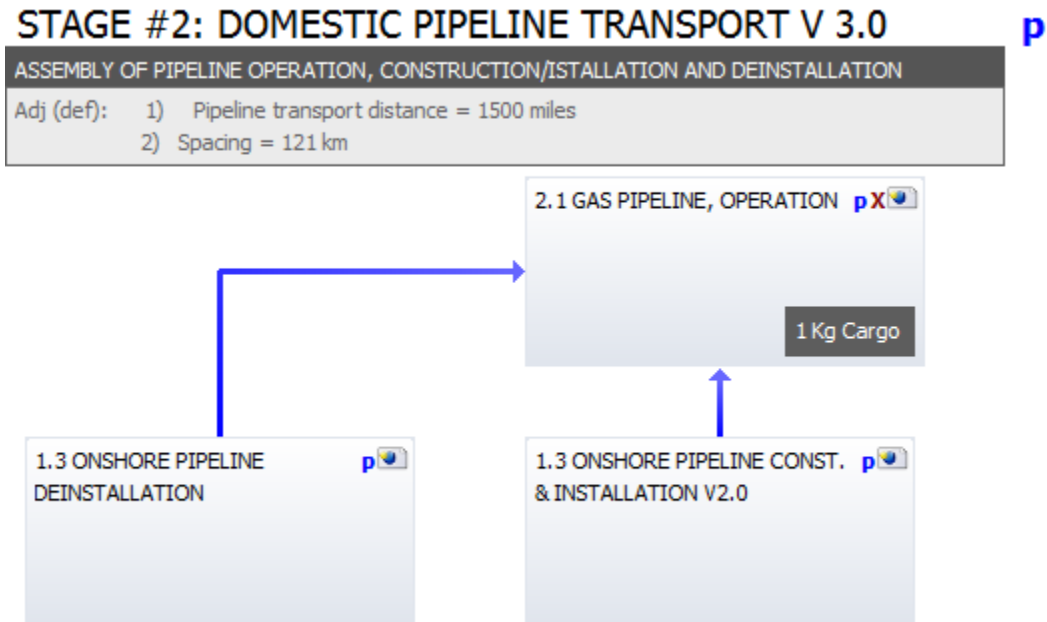 STAGE #2: DOMESTIC PIPELINE TRANSPORT V 3.0 p
ASSEMBLY OF PIPELINE OPERATION, CONSTRUCTION/ISTALLATION AND DEINSTALLATION
Adj (def): 1) Pipeline transport distance = 1500 miles
2) Spacing = 121 km
2.1 GAS PIPELINE, OPERATION p X
1 Kg Cargo
1.3 ONSHORE PIPELINE p
DEINSTALLATION
1.3 ONSHORE PIPELINE CONST. p
& INSTALLATION V2.0